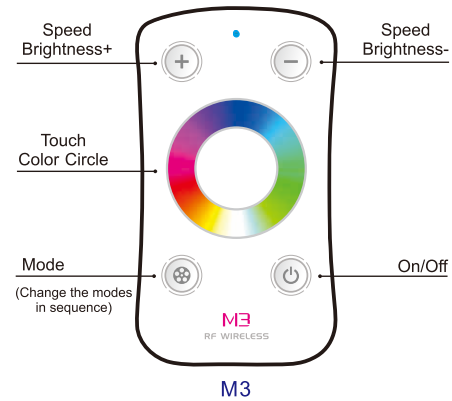 Speed
Brightness+
Speed
Brightness-
Touch
Color Circle
Mode
(Change the modes
in sequence)
On/Off
M3
RF WIRELESS
M3